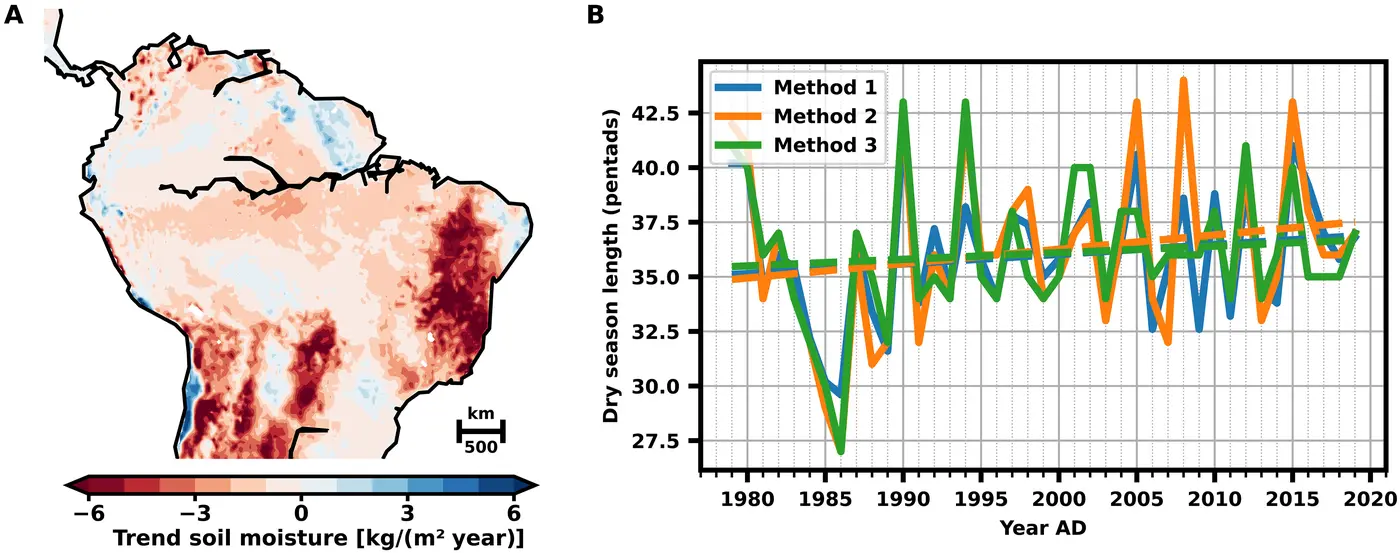 A
km
500
−6 −3 0 3 6
Trend soil moisture [kg/(m² year)]
B
Dry season length (pentads)
42.5
40.0
37.5
35.0
32.5
30.0
27.5
Method 1
Method 2
Method 3
1980 1985 1990 1995 2000 2005 2010 2015 2020
Year AD